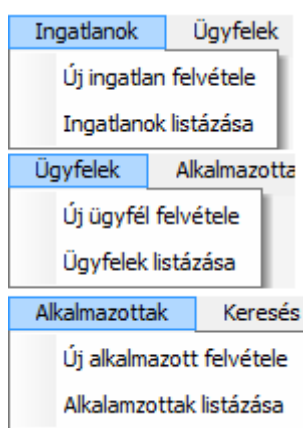 Ingatlanok Ügyfelek
Új ingatlan felvétele
Ingatlanok listázása
Ügyfelek Alkalmazotta
Új ügyfél felvétele
Ügyfelek listázása
Alkalmazottak Keresés
Új alkalmazott felvétele
Alkalamzottak listázása